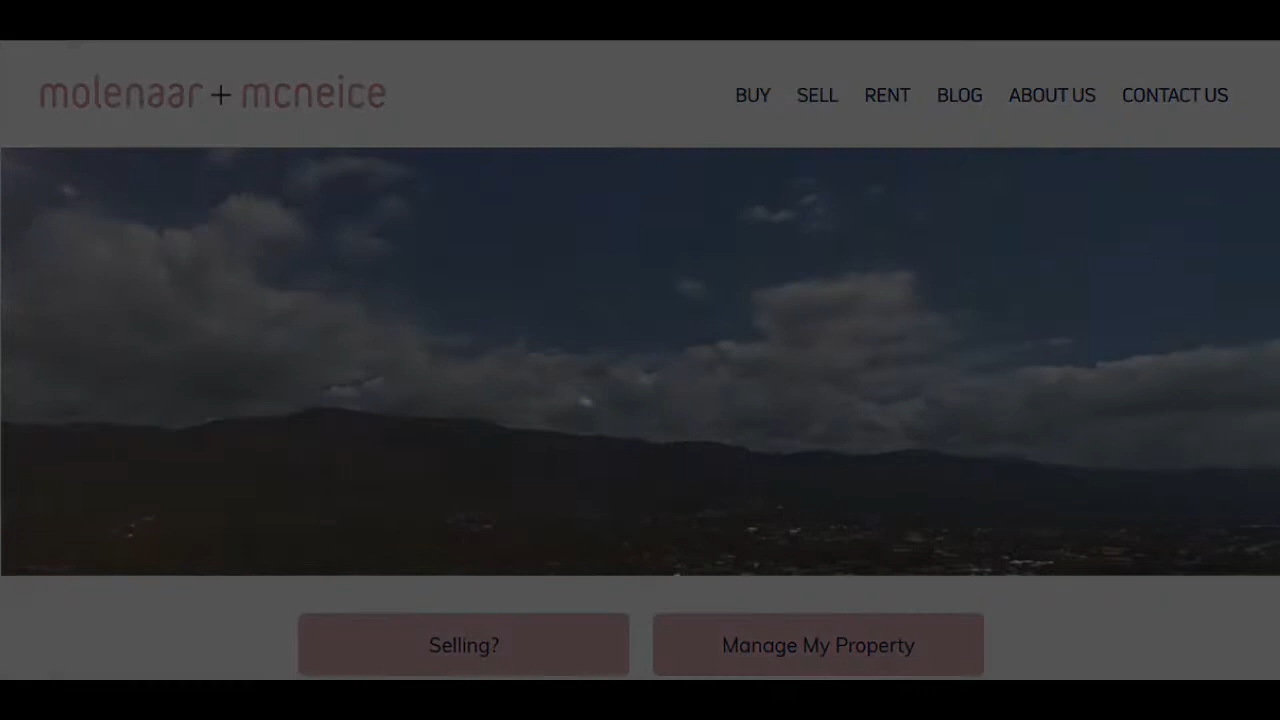 molenaar + mcneice
BUY SELL RENT BLOG ABOUT US CONTACT US
Selling?
Manage My Property